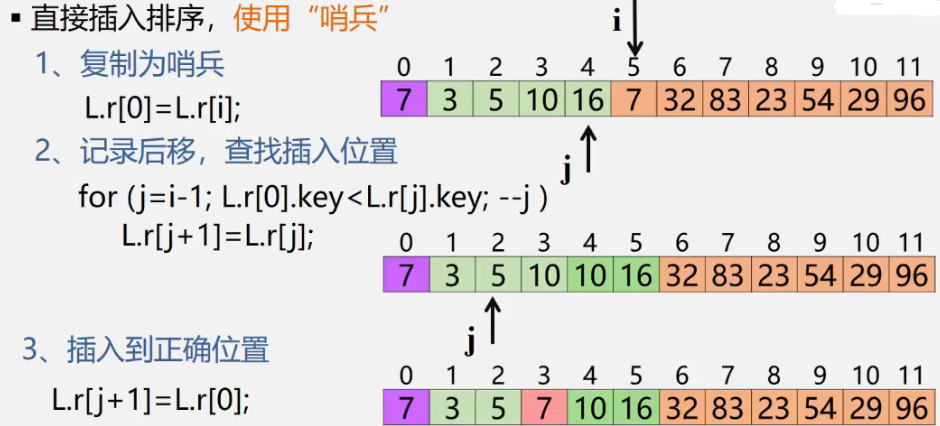 ▪ 直接插入排序，使用“哨兵”
i
1、复制为哨兵
0 1 2 3 4 5 6 7 8 9 10 11
L.r[0]=L.r[i];
7 3 5 10 16 7 32 83 23 54 29 96
2、记录后移，查找插入位置
j
for (j=i-1; L.r[0].key<L.r[j].key; --j )
L.r[j+1]=L.r[j];
0 1 2 3 4 5 6 7 8 9 10 11
7 3 5 10 10 16 32 83 23 54 29 96
j
3、插入到正确位置
0 1 2 3 4 5 6 7 8 9 10 11
L.r[j+1]=L.r[0];
7 3 5 7 10 16 32 83 23 54 29 96